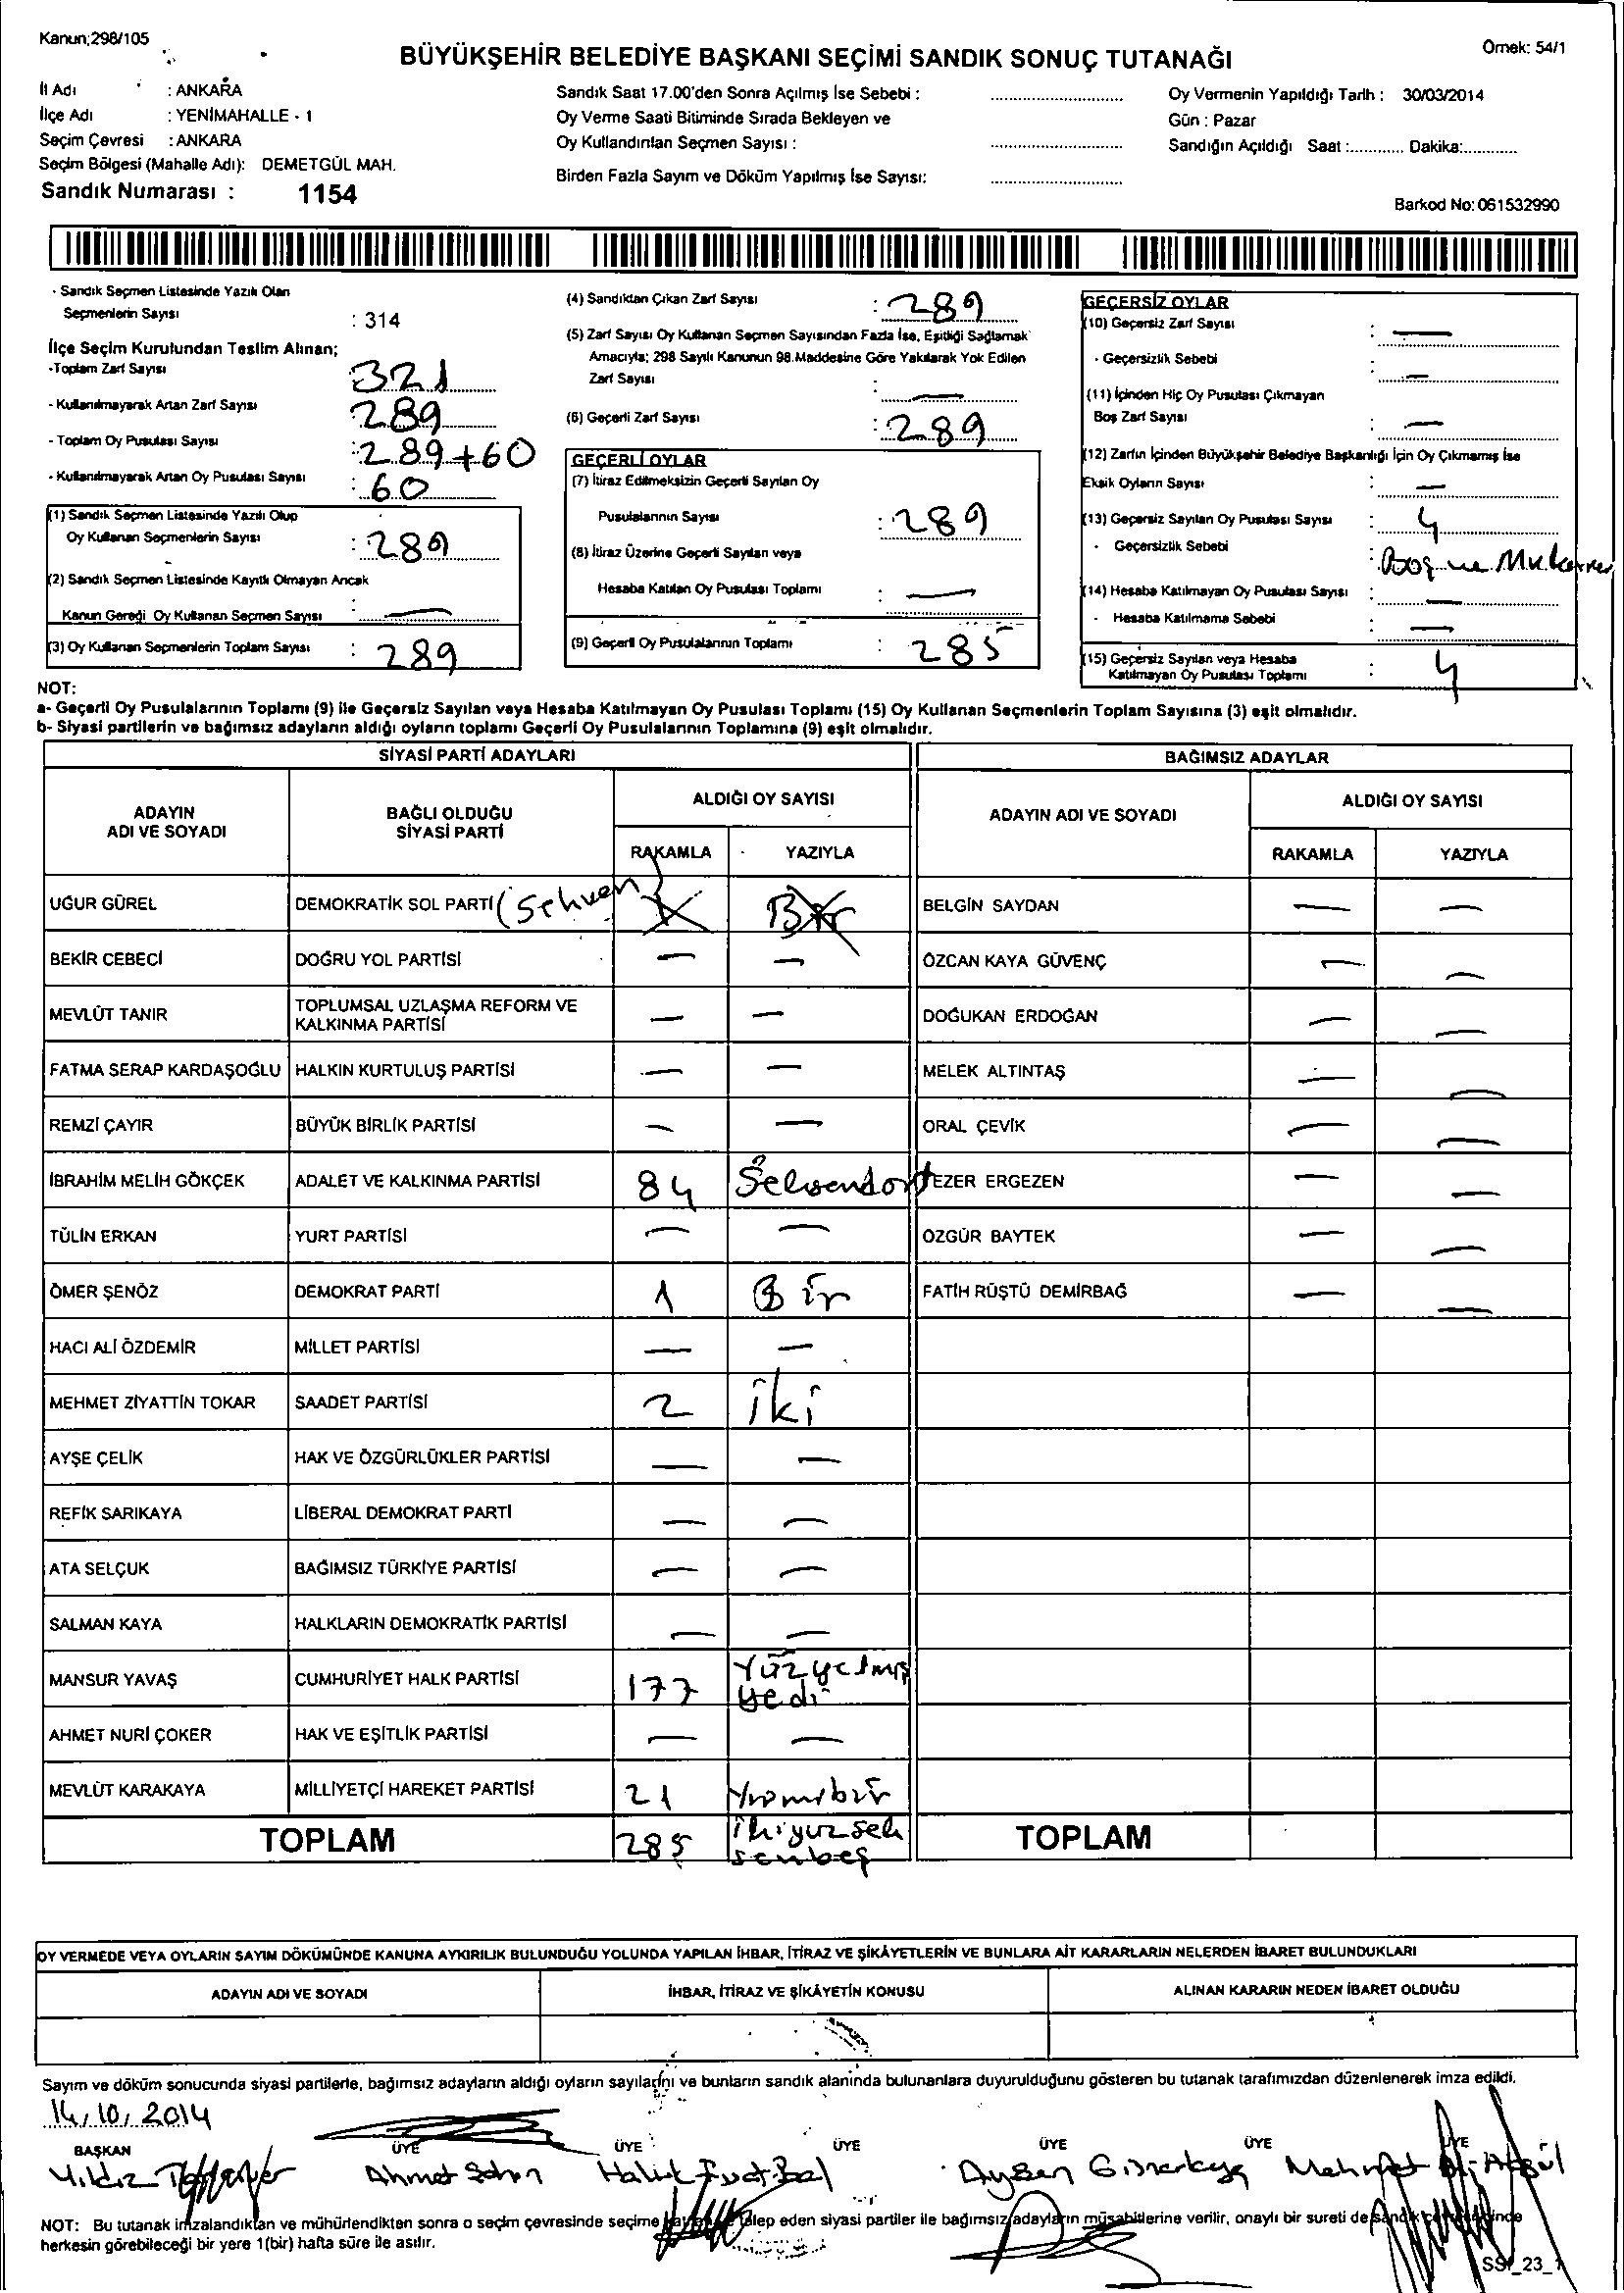 Kanun;298/105
Örnek: 54/1
BÜYÜKŞEHİR BELEDİYE BAŞKANI SEÇİMİ SANDIK SONUÇ TUTANAĞI
İl Adı : ANKARA
İlçe Adı : YENİMAHALLE - 1
Seçim Çevresi : ANKARA
Seçim Bölgesi (Mahalle Adı): DEMETGÜL MAH.
Sandık Numarası : 1154
Sandık Saat 17.00'den Sonra Açılmış İse Sebebi :
Oy Verme Saati Bitiminde Sırada Bekleyen ve
Oy Kullandırılan Seçmen Sayısı :
Birden Fazla Sayım ve Döküm Yapılmış İse Sayısı:
Oy Vermenin Yapıldığı Tarih : 30/03/2014
Gün : Pazar
Sandığın Açıldığı Saat :............ Dakika:............
Barkod No: 061532990
- Sandık Seçmen Listesinde Yazılı Olan
Seçmenlerin Sayısı : 314
İlçe Seçim Kurulundan Teslim Alınan;
-Toplam Zarf Sayısı 321
- Kullanılmayarak Artan Zarf Sayısı 289
- Toplam Oy Pusulası Sayısı : 289+60
- Kullanılmayarak Artan Oy Pusulası Sayısı : 60
(1) Sandık Seçmen Listesinde Yazılı Olup
Oy Kullanan Seçmenlerin Sayısı : 289
(2) Sandık Seçmen Listesinde Kayıtlı Olmayan Ancak
Kanun Gereği Oy Kullanan Seçmen Sayısı : —
(3) Oy Kullanan Seçmenlerin Toplam Sayısı : 289
(4) Sandıktan Çıkan Zarf Sayısı : 289
(5) Zarf Sayısı Oy Kullanan Seçmen Sayısından Fazla İse, Eşitliği Sağlamak
Amacıyla; 298 Sayılı Kanunun 98.Maddesine Göre Yakılarak Yok Edilen
Zarf Sayısı : —
(6) Geçerli Zarf Sayısı : 289
GEÇERLİ OYLAR
(7) İtiraz Edilmeksizin Geçerli Sayılan Oy
Pusulalarının Sayısı : 289
(8) İtiraz Üzerine Geçerli Sayılan veya
Hesaba Katılan Oy Pusulası Toplamı : —
(9) Geçerli Oy Pusulalarının Toplamı : 285
GEÇERSİZ OYLAR
(10) Geçersiz Zarf Sayısı : —
- Geçersizlik Sebebi : —
(11) İçinden Hiç Oy Pusulası Çıkmayan
Boş Zarf Sayısı : —
(12) Zarfın İçinden Büyükşehir Belediye Başkanlığı İçin Oy Çıkmamış İse
Eksik Oyların Sayısı : —
(13) Geçersiz Sayılan Oy Pusulası Sayısı : 4
- Geçersizlik Sebebi : Boş ve
(14) Hesaba Katılmayan Oy Pusulası Sayısı : —
- Hesaba Katılmama Sebebi : —
(15) Geçersiz Sayılan veya Hesaba
Katılmayan Oy Pusulası Toplamı : 4
NOT:
a- Geçerli Oy Pusulalarının Toplamı (9) ile Geçersiz Sayılan veya Hesaba Katılmayan Oy Pusulası Toplamı (15) Oy Kullanan Seçmenlerin Toplam Sayısına (3) eşit olmalıdır.
b- Siyasi partilerin ve bağımsız adayların aldığı oyların toplamı Geçerli Oy Pusulalarının Toplamına (9) eşit olmalıdır.
SİYASİ PARTİ ADAYLARI
ADAYIN ADI VE SOYADI
BAĞLI OLDUĞU SİYASİ PARTİ
ALDIĞI OY SAYISI
RAKAMLA YAZIYLA
UĞUR GÜREL DEMOKRATİK SOL PARTİ (Sehven) 1 Bir
BEKİR CEBECİ DOĞRU YOL PARTİSİ — —
MEVLÜT TANIR TOPLUMSAL UZLAŞMA REFORM VE KALKINMA PARTİSİ — —
FATMA SERAP KARDAŞOĞLU HALKIN KURTULUŞ PARTİSİ — —
REMZİ ÇAYIR BÜYÜK BİRLİK PARTİSİ — —
İBRAHİM MELİH GÖKÇEK ADALET VE KALKINMA PARTİSİ 84 Seksendört
TÜLİN ERKAN YURT PARTİSİ — —
ÖMER ŞENÖZ DEMOKRAT PARTİ 1 Bir
HACI ALİ ÖZDEMİR MİLLET PARTİSİ — —
MEHMET ZİYATTİN TOKAR SAADET PARTİSİ 2 iki
AYŞE ÇELİK HAK VE ÖZGÜRLÜKLER PARTİSİ — —
REFİK SARIKAYA LİBERAL DEMOKRAT PARTİ — —
ATA SELÇUK BAĞIMSIZ TÜRKİYE PARTİSİ — —
SALMAN KAYA HALKLARIN DEMOKRATİK PARTİSİ — —
MANSUR YAVAŞ CUMHURİYET HALK PARTİSİ 177 Yüzyetmiş yedi
AHMET NURİ ÇOKER HAK VE EŞİTLİK PARTİSİ — —
MEVLÜT KARAKAYA MİLLİYETÇİ HAREKET PARTİSİ 21 Yirmibir
TOPLAM 285 ikiyüzsek senbeş
BAĞIMSIZ ADAYLAR
ADAYIN ADI VE SOYADI
ALDIĞI OY SAYISI
RAKAMLA YAZIYLA
BELGİN SAYDAN — —
ÖZCAN KAYA GÜVENÇ — —
DOĞUKAN ERDOĞAN — —
MELEK ALTINTAŞ — —
ORAL ÇEVİK — —
EZER ERGEZEN — —
ÖZGÜR BAYTEK — —
FATİH RÜŞTÜ DEMİRBAĞ — —
TOPLAM
OY VERMEDE VEYA OYLARIN SAYIM DÖKÜMÜNDE KANUNA AYKIRILIK BULUNDUĞU YOLUNDA YAPILAN İHBAR, İTİRAZ VE ŞİKÂYETLERİN VE BUNLARA AİT KARARLARIN NELERDEN İBARET BULUNDUKLARI
ADAYIN ADI VE SOYADI
İHBAR, İTİRAZ VE ŞİKÂYETİN KONUSU
ALINAN KARARIN NEDEN İBARET OLDUĞU
Sayım ve döküm sonucunda siyasi partilerle, bağımsız adayların aldığı oyların sayılarını ve bunların sandık alanında bulunanlara duyurulduğunu gösteren bu tutanak tarafımızdan düzenlenerek imza edildi.
14/10/2014
BAŞKAN ÜYE ÜYE ÜYE ÜYE ÜYE ÜYE
Yıldız Ahmet Haluk Fuat Ayşen Mehmet Ali Akgül
NOT: Bu tutanak imzalandıktan ve mühürlendikten sonra o seçim çevresinde seçime talep eden siyasi partiler ile bağımsız adayların müşahitlerine verilir, onaylı bir sureti de sandık
herkesin görebileceği bir yere 1(bir) hafta süre ile asılır.